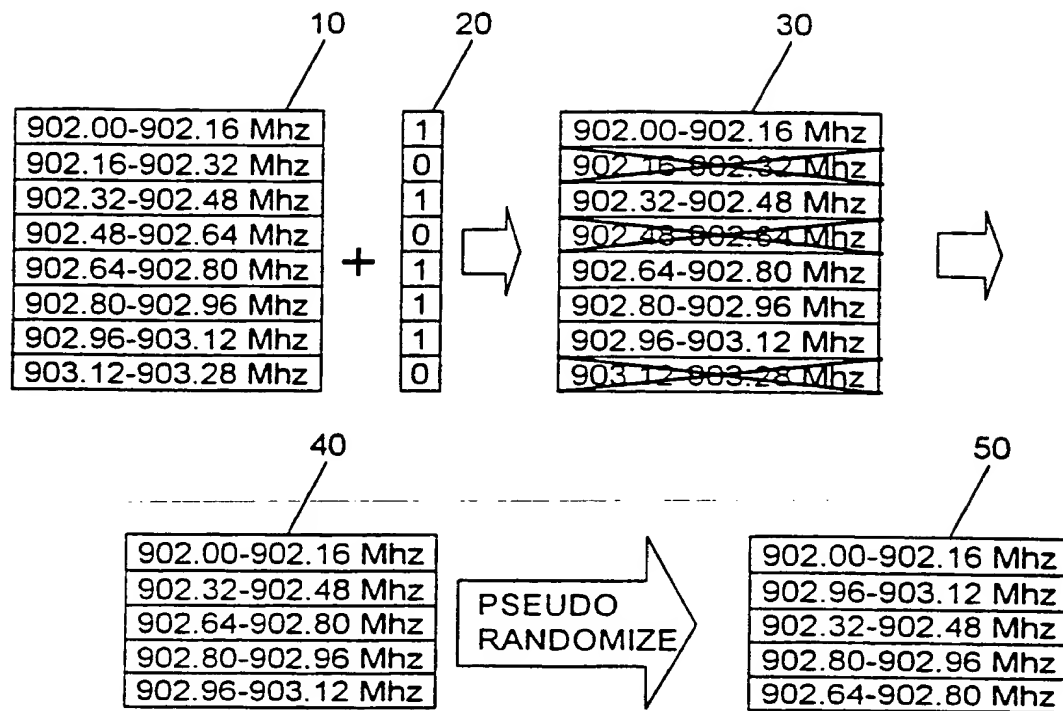 10 20 30
902.00-902.16 Mhz 1 902.00-902.16 Mhz
902.16-902.32 Mhz 0 902.16-902.32 Mhz
902.32-902.48 Mhz 1 902.32-902.48 Mhz
902.48-902.64 Mhz 0 902.48-902.64 Mhz
902.64-902.80 Mhz + 1 902.64-902.80 Mhz
902.80-902.96 Mhz 1 902.80-902.96 Mhz
902.96-903.12 Mhz 1 902.96-903.12 Mhz
903.12-903.28 Mhz 0 903.12-903.28 Mhz
40 50
902.00-902.16 Mhz 902.00-902.16 Mhz
902.32-902.48 Mhz PSEUDO 902.96-903.12 Mhz
902.64-902.80 Mhz RANDOMIZE 902.32-902.48 Mhz
902.80-902.96 Mhz 902.80-902.96 Mhz
902.96-903.12 Mhz 902.64-902.80 Mhz